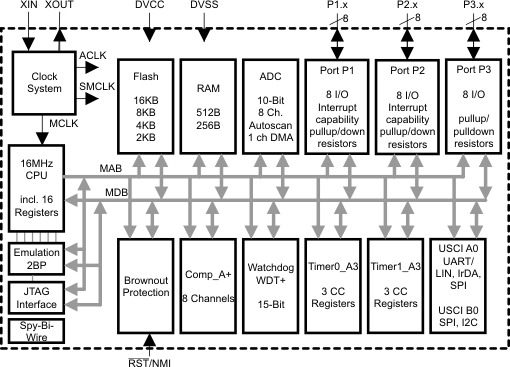 XIN XOUT DVCC DVSS P1.x P2.x P3.x
8 8 8
ACLK
SMCLK
MCLK
Clock
System
Flash
16KB
8KB
4KB
2KB
RAM
512B
256B
ADC
10-Bit
8 Ch.
Autoscan
1 ch DMA
Port P1
8 I/O
Interrupt
capability
pullup/down
resistors
Port P2
8 I/O
Interrupt
capability
pullup/down
resistors
Port P3
8 I/O
pullup/
pulldown
resistors
16MHz
CPU
incl. 16
Registers
MAB
MDB
Emulation
2BP
JTAG
Interface
Spy-Bi-
Wire
Brownout
Protection
Comp_A+
8 Channels
Watchdog
WDT+
15-Bit
Timer0_A3
3 CC
Registers
Timer1_A3
3 CC
Registers
USCI A0
UART/
LIN, IrDA,
SPI
USCI B0
SPI, I2C
RST/NMI